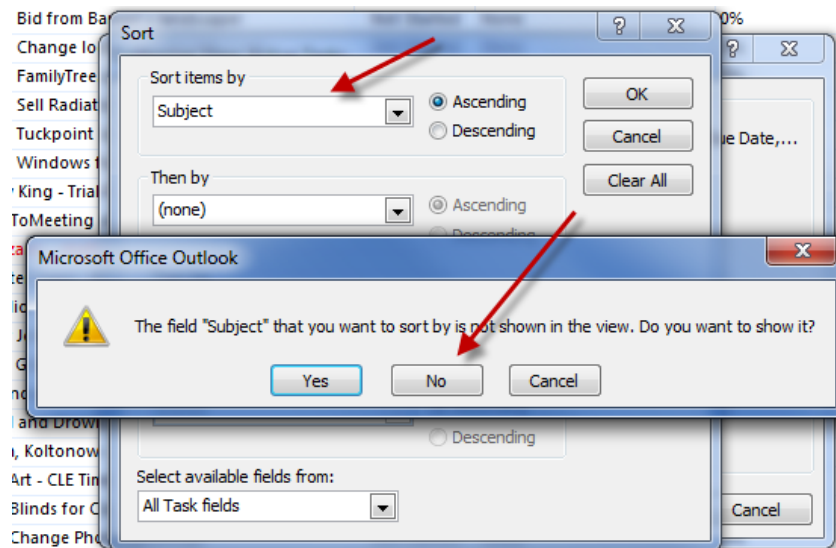 Bid from Ba
0%
Sort
Change lo
FamilyTree
Sort items by
Sell Radiat
Subject
Ascending
OK
Tuckpoint
Descending
Cancel
ue Date,...
Windows f
Then by
Clear All
King - Trial
(none)
Ascending
ToMeeting
Descending
Microsoft Office Outlook
The field "Subject" that you want to sort by is not shown in the view. Do you want to show it?
Yes
No
Cancel
and Drowi
Descending
, Koltonow
Art - CLE Tim
Select available fields from:
Blinds for C
All Task fields
Cancel
Change Pho